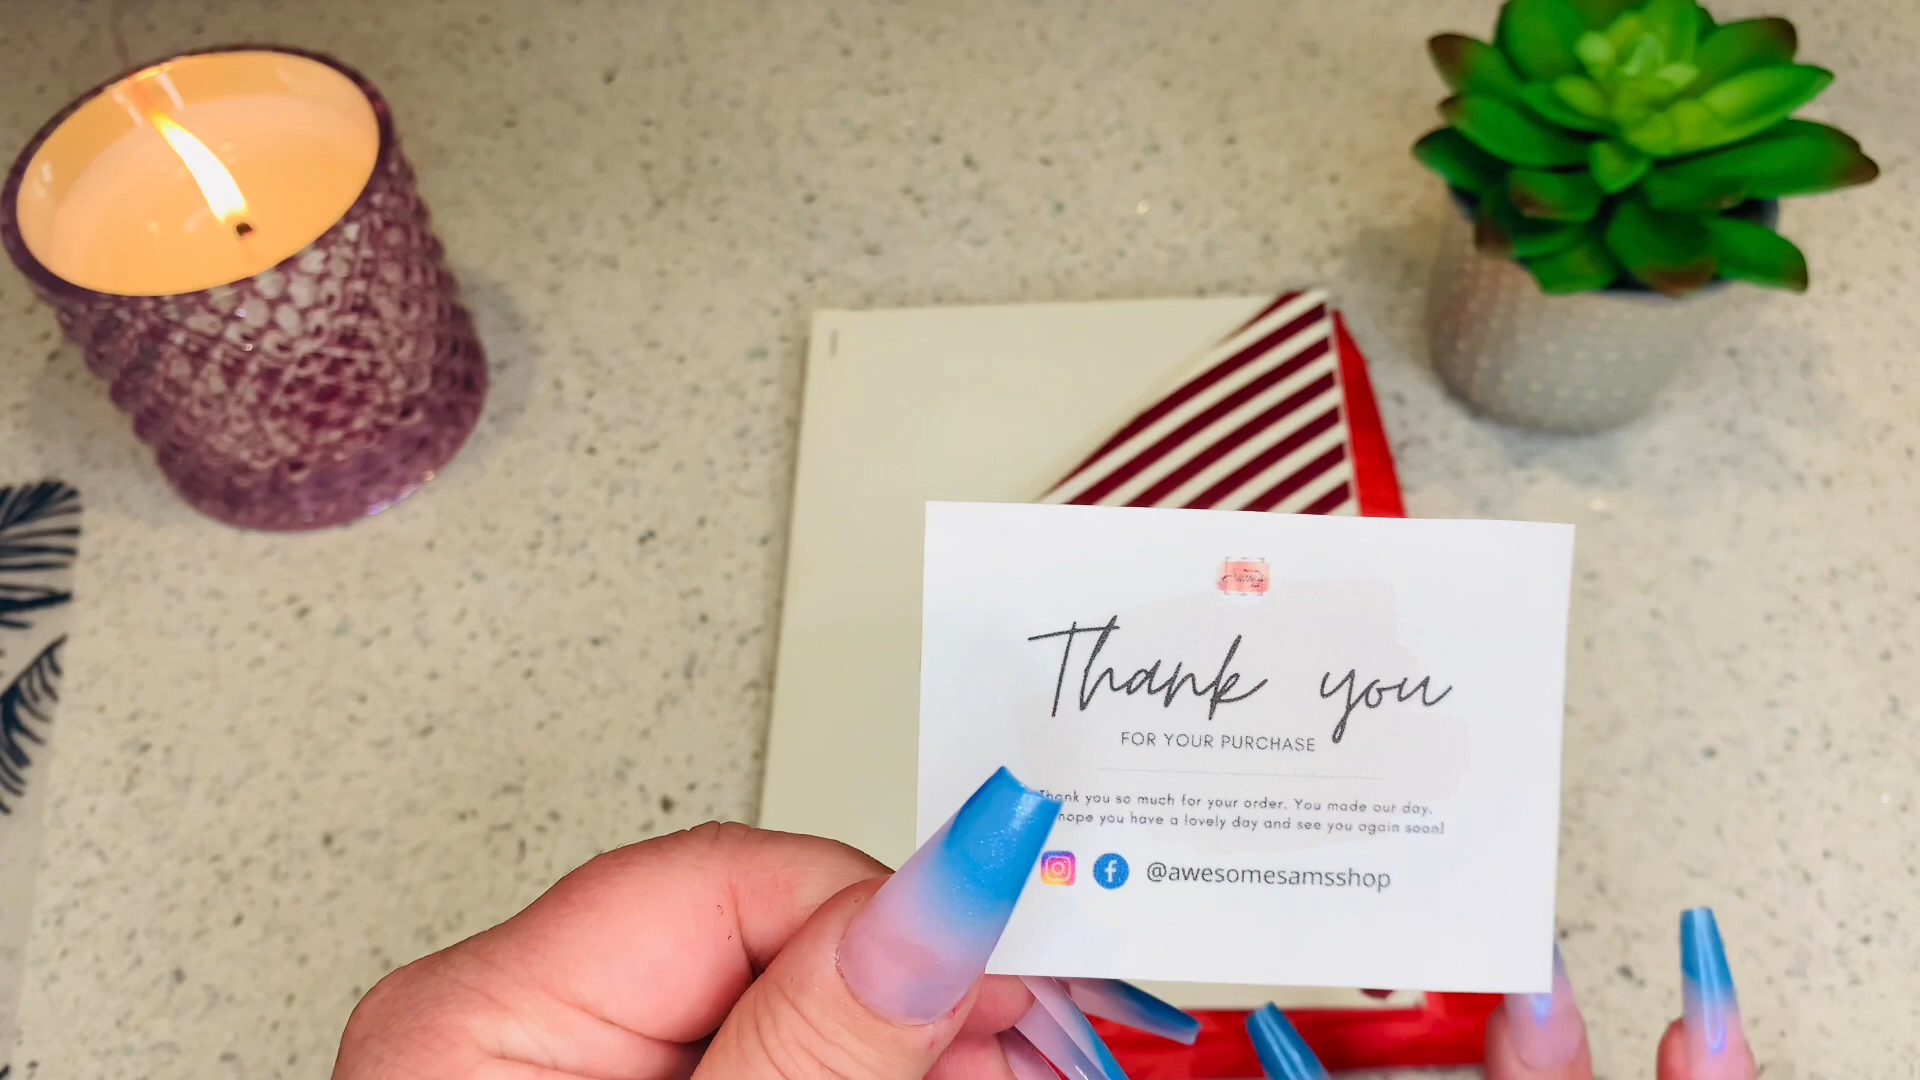 Thank you
FOR YOUR PURCHASE
Thank you so much for your order. You made our day,
hope you have a lovely day and see you again soon!
@awesomesamsshop